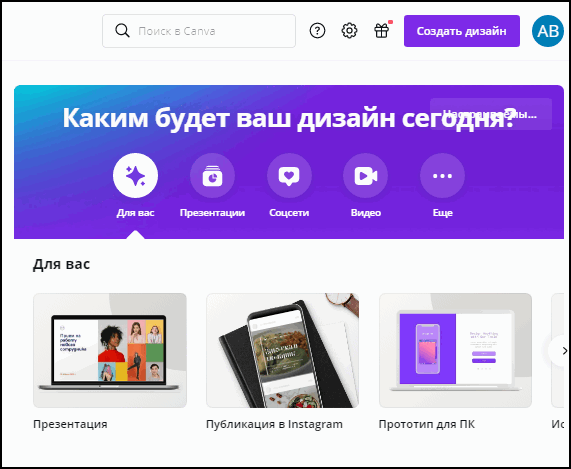 Поиск в Canva
Создать дизайн
AB
Каким будет ваш дизайн сегодня?
Для вас
Презентации
Соцсети
Видео
Еще
Для вас
Презентация
Публикация в Instagram
Прототип для ПК